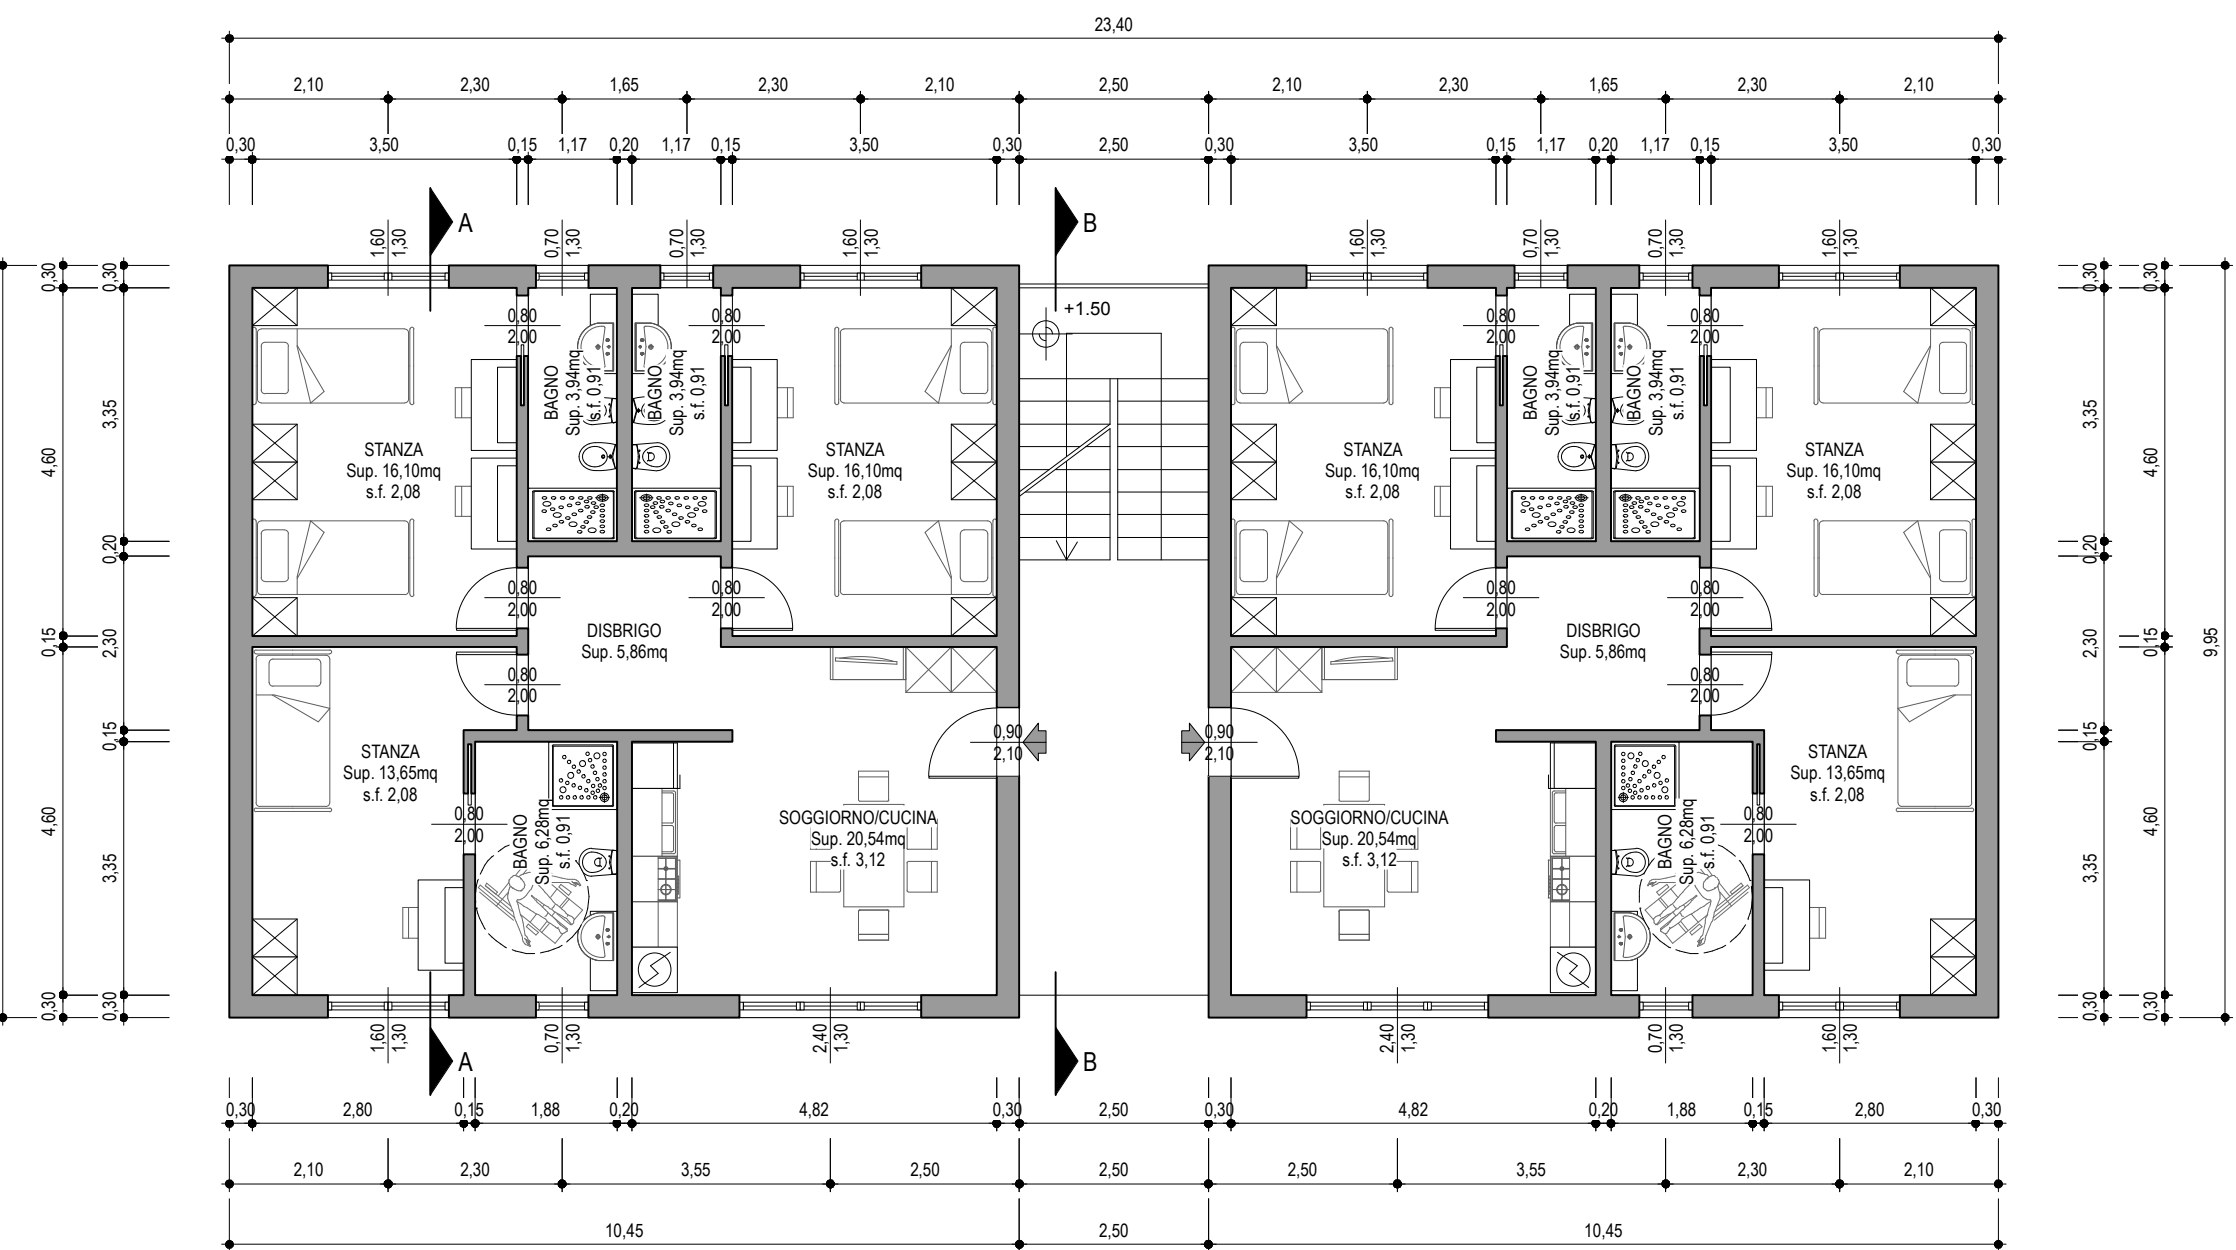 23,40
2,10 2,30 1,65 2,30 2,10 2,50 2,10 2,30 1,65 2,30 2,10
0,30 3,50 0,15 1,17 0,20 1,17 0,15 3,50 0,30 2,50 0,30 3,50 0,15 1,17 0,20 1,17 0,15 3,50 0,30
A B
1,60 0,70 0,70 1,60 1,60 0,70 0,70 1,60
1,30 1,30 1,30 1,30 1,30 1,30 1,30 1,30
0,30 4,60 0,15 4,60 0,30
0,30 3,35 0,20 2,30 0,15 3,35 0,30
+1.50
0,80 0,80 0,80 0,80
2,00 2,00 2,00 2,00
STANZA
Sup. 16,10mq
s.f. 2,08
BAGNO
Sup. 3,94mq
s.f. 0,91
BAGNO
Sup. 3,94mq
s.f. 0,91
STANZA
Sup. 16,10mq
s.f. 2,08
STANZA
Sup. 16,10mq
s.f. 2,08
BAGNO
Sup. 3,94mq
s.f. 0,91
BAGNO
Sup. 3,94mq
s.f. 0,91
STANZA
Sup. 16,10mq
s.f. 2,08
0,80 0,80 0,80 0,80
2,00 2,00 2,00 2,00
DISBRIGO
Sup. 5,86mq
DISBRIGO
Sup. 5,86mq
0,80 0,80
2,00 2,00
0,90 0,90
2,10 2,10
STANZA
Sup. 13,65mq
s.f. 2,08
0,80
2,00
BAGNO
Sup. 6,28mq
s.f. 0,91
SOGGIORNO/CUCINA
Sup. 20,54mq
s.f. 3,12
SOGGIORNO/CUCINA
Sup. 20,54mq
s.f. 3,12
BAGNO
Sup. 6,28mq
s.f. 0,91
0,80
2,00
STANZA
Sup. 13,65mq
s.f. 2,08
0,30 3,35 0,20 2,30 0,15 3,35 0,30
0,30 4,60 0,15 4,60 0,30
9,95
1,60 0,70 2,40 2,40 0,70 1,60
1,30 1,30 1,30 1,30 1,30 1,30
A B
0,30 2,80 0,15 1,88 0,20 4,82 0,30 2,50 0,30 4,82 0,20 1,88 0,15 2,80 0,30
2,10 2,30 3,55 2,50 2,50 2,50 3,55 2,30 2,10
10,45 2,50 10,45